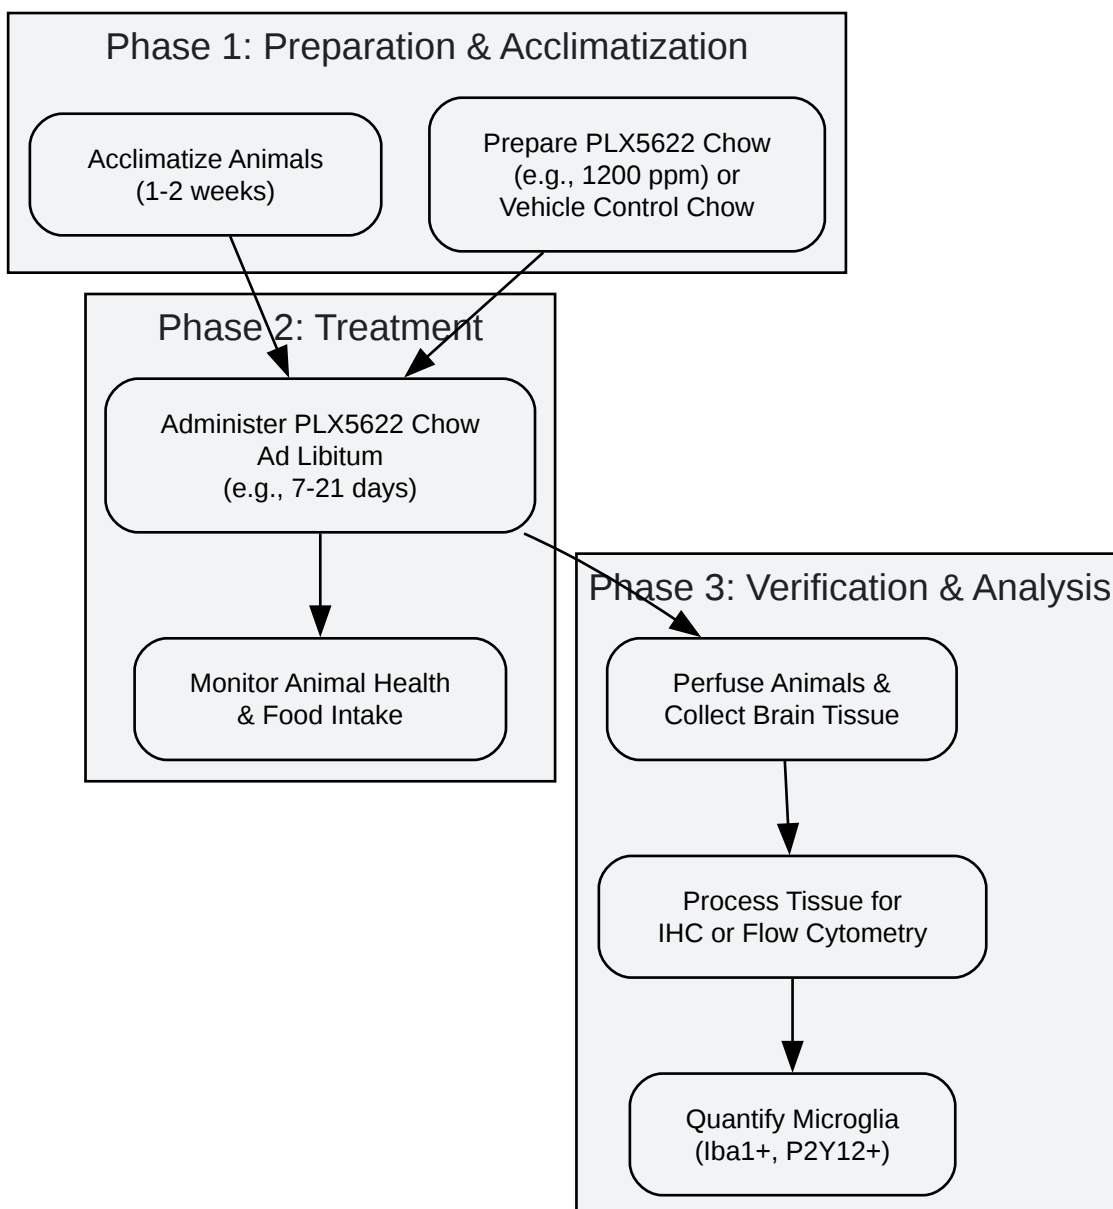 Phase 1: Preparation & Acclimatization
Acclimatize Animals
(1-2 weeks)
Prepare PLX5622 Chow
(e.g., 1200 ppm) or
Vehicle Control Chow
Phase 2: Treatment
Administer PLX5622 Chow
Ad Libitum
(e.g., 7-21 days)
Monitor Animal Health
& Food Intake
Phase 3: Verification & Analysis
Perfuse Animals &
Collect Brain Tissue
Process Tissue for
IHC or Flow Cytometry
Quantify Microglia
(Iba1+, P2Y12+)